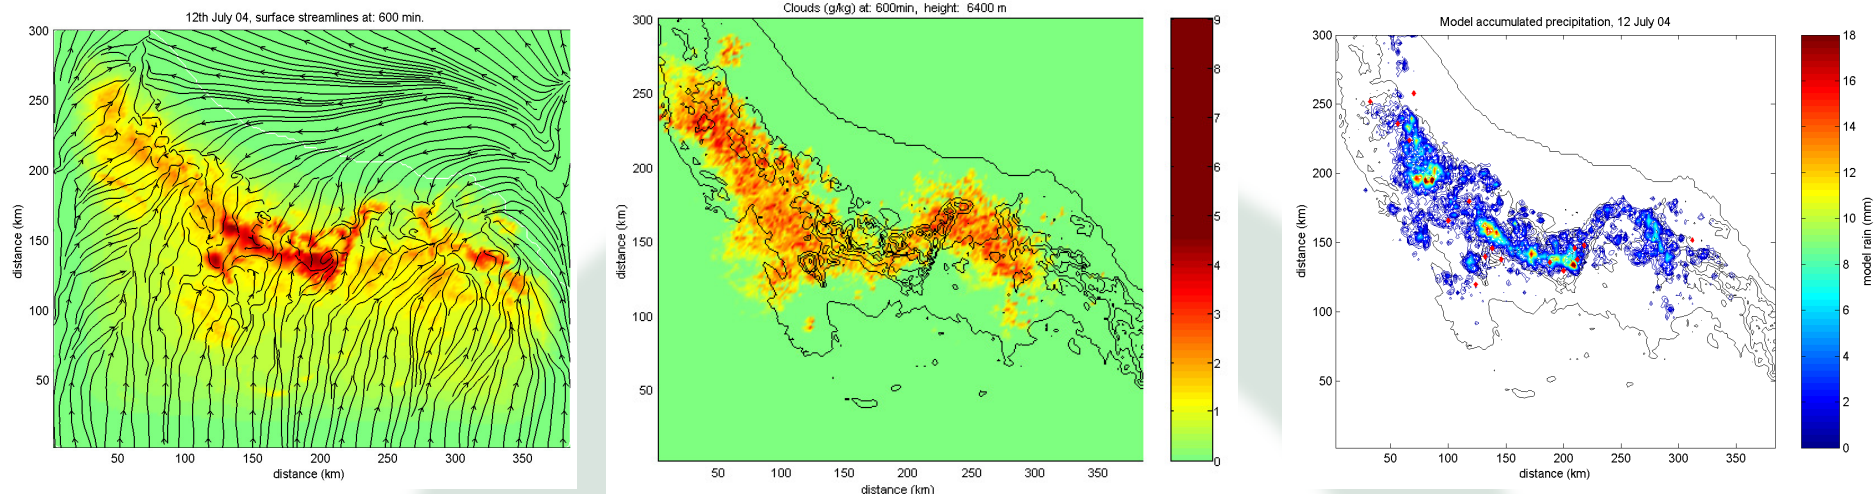 12th July 04, surface streamlines at: 600 min.
300
250
200
150
100
50
distance (km)
50 100 150 200 250 300 350
distance (km)
Clouds (g/kg) at: 600min, height: 6400 m
300
250
200
150
100
50
distance (km)
50 100 150 200 250 300 350
distance (km)
9
8
7
6
5
4
3
2
1
0
Model accumulated precipitation, 12 July 04
300
250
200
150
100
50
distance (km)
50 100 150 200 250 300 350
distance (km)
18
16
14
12
10
8
6
4
2
0
model rain (mm)